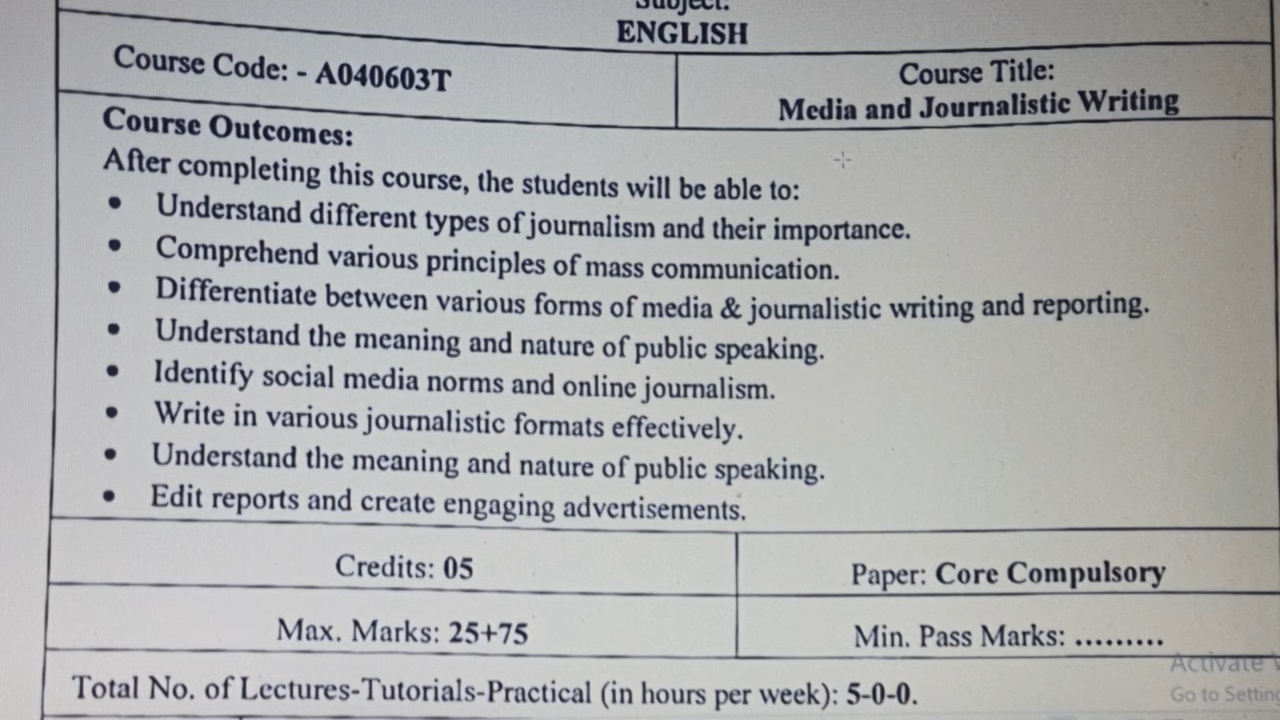 Subject:
ENGLISH
Course Code: - A040603T
Course Title:
Media and Journalistic Writing
Course Outcomes:
After completing this course, the students will be able to:
• Understand different types of journalism and their importance.
• Comprehend various principles of mass communication.
• Differentiate between various forms of media & journalistic writing and reporting.
• Understand the meaning and nature of public speaking.
• Identify social media norms and online journalism.
• Write in various journalistic formats effectively.
• Understand the meaning and nature of public speaking.
• Edit reports and create engaging advertisements.
Credits: 05
Paper: Core Compulsory
Max. Marks: 25+75
Min. Pass Marks: .........
Activate
Go to Setting
Total No. of Lectures-Tutorials-Practical (in hours per week): 5-0-0.